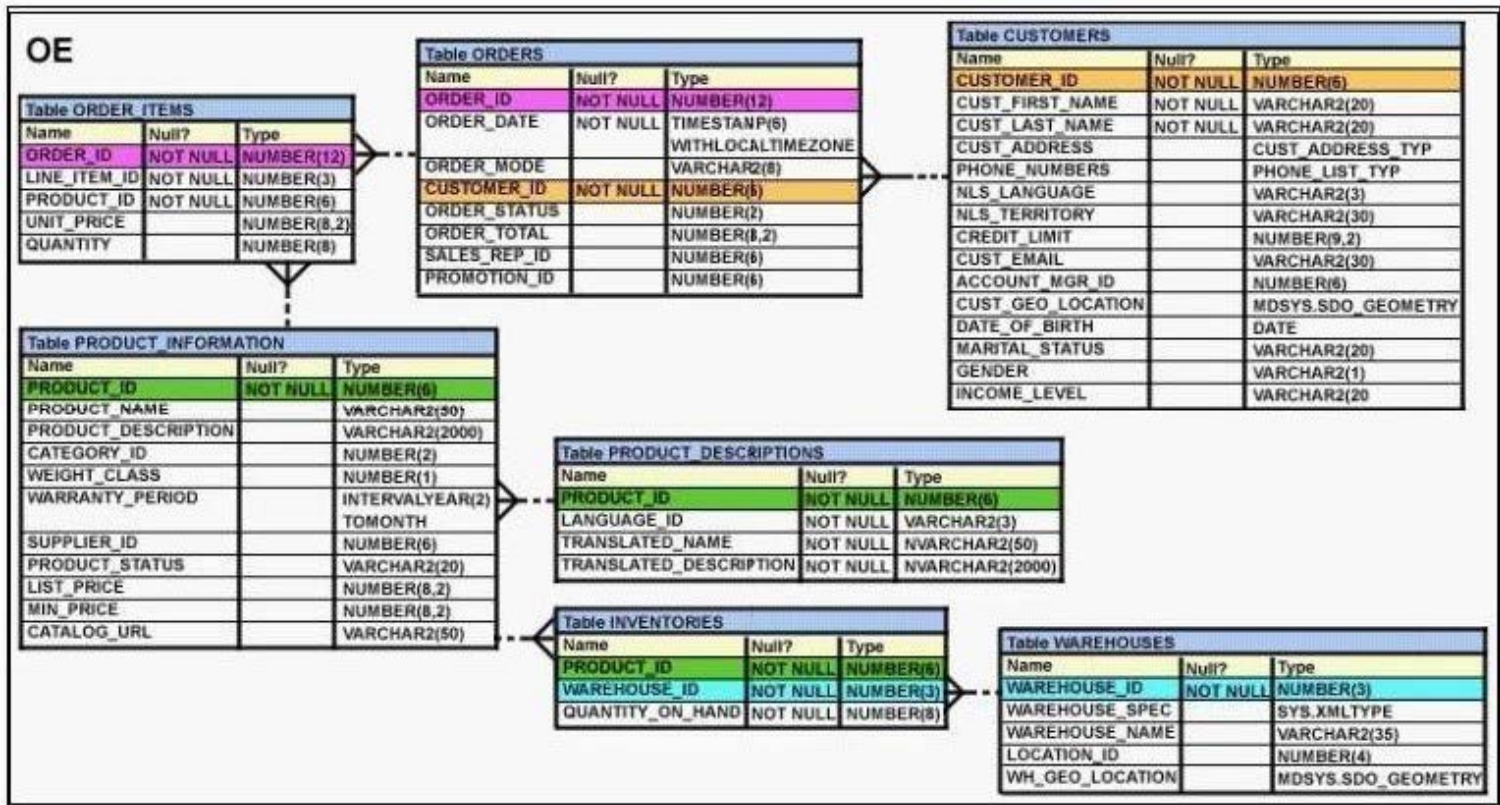 OE
Table ORDER_ITEMS
Name Null? Type
ORDER_ID NOT NULL NUMBER(12)
LINE_ITEM_ID NOT NULL NUMBER(3)
PRODUCT_ID NOT NULL NUMBER(6)
UNIT_PRICE NUMBER(8,2)
QUANTITY NUMBER(8)
Table ORDERS
Name Null? Type
ORDER_ID NOT NULL NUMBER(12)
ORDER_DATE NOT NULL TIMESTANP(6)
WITHLOCALTIMEZONE
ORDER_MODE VARCHAR2(8)
CUSTOMER_ID NOT NULL NUMBER(6)
ORDER_STATUS NUMBER(2)
ORDER_TOTAL NUMBER(8,2)
SALES_REP_ID NUMBER(6)
PROMOTION_ID NUMBER(6)
Table CUSTOMERS
Name Null? Type
CUSTOMER_ID NOT NULL NUMBER(6)
CUST_FIRST_NAME NOT NULL VARCHAR2(20)
CUST_LAST_NAME NOT NULL VARCHAR2(20)
CUST_ADDRESS CUST_ADDRESS_TYP
PHONE_NUMBERS PHONE_LIST_TYP
NLS_LANGUAGE VARCHAR2(3)
NLS_TERRITORY VARCHAR2(30)
CREDIT_LIMIT NUMBER(9,2)
CUST_EMAIL VARCHAR2(30)
ACCOUNT_MGR_ID NUMBER(6)
CUST_GEO_LOCATION MDSYS.SDO_GEOMETRY
DATE_OF_BIRTH DATE
MARITAL_STATUS VARCHAR2(20)
GENDER VARCHAR2(1)
INCOME_LEVEL VARCHAR2(20
Table PRODUCT_INFORMATION
Name Null? Type
PRODUCT_ID NOT NULL NUMBER(6)
PRODUCT_NAME VARCHAR2(50)
PRODUCT_DESCRIPTION VARCHAR2(2000)
CATEGORY_ID NUMBER(2)
WEIGHT_CLASS NUMBER(1)
WARRANTY_PERIOD INTERVALYEAR(2)
TOMONTH
SUPPLIER_ID NUMBER(6)
PRODUCT_STATUS VARCHAR2(20)
LIST_PRICE NUMBER(8,2)
MIN_PRICE NUMBER(8,2)
CATALOG_URL VARCHAR2(50)
Table PRODUCT_DESCRIPTIONS
Name Null? Type
PRODUCT_ID NOT NULL NUMBER(6)
LANGUAGE_ID NOT NULL VARCHAR2(3)
TRANSLATED_NAME NOT NULL NVARCHAR2(50)
TRANSLATED_DESCRIPTION NOT NULL NVARCHAR2(2000)
Table INVENTORIES
Name Null? Type
PRODUCT_ID NOT NULL NUMBER(6)
WAREHOUSE_ID NOT NULL NUMBER(3)
QUANTITY_ON_HAND NOT NULL NUMBER(8)
Table WAREHOUSES
Name Null? Type
WAREHOUSE_ID NOT NULL NUMBER(3)
WAREHOUSE_SPEC SYS.XMLTYPE
WAREHOUSE_NAME VARCHAR2(35)
LOCATION_ID NUMBER(4)
WH_GEO_LOCATION MDSYS.SDO_GEOMETRY